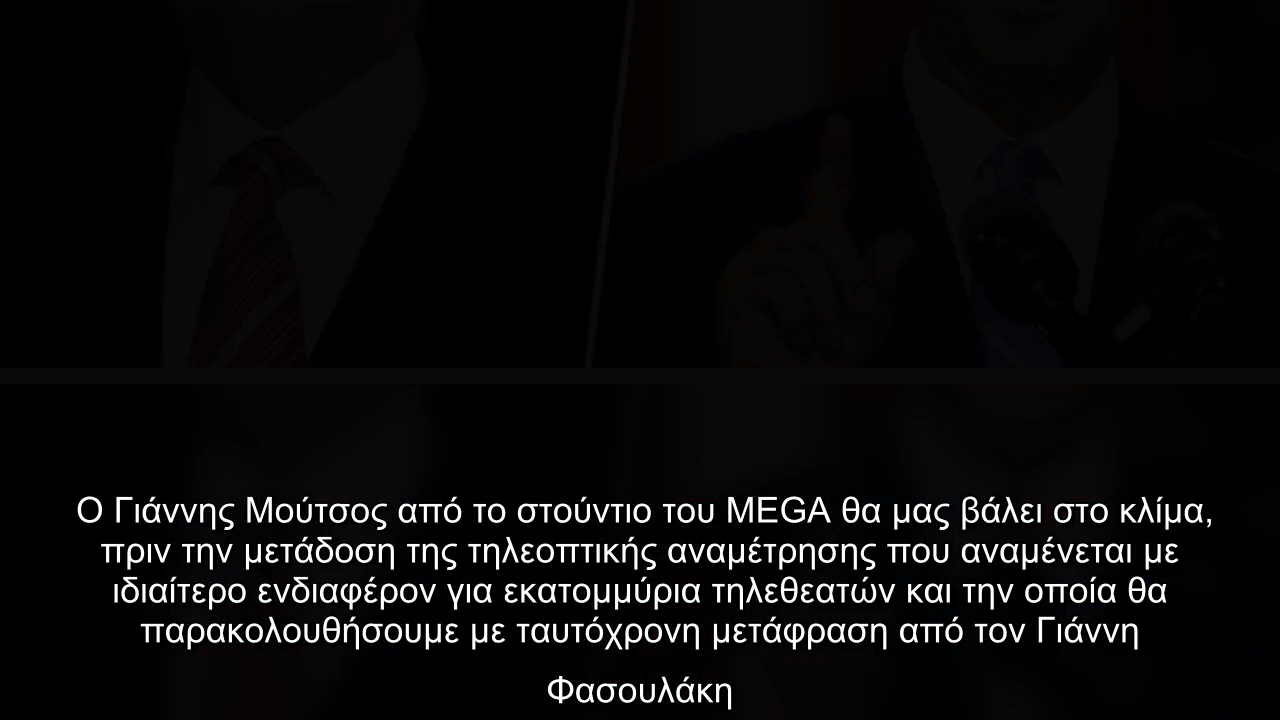 Ο Γιάννης Μούτσος από το στούντιο του MEGA θα μας βάλει στο κλίμα,
πριν την μετάδοση της τηλεοπτικής αναμέτρησης που αναμένεται με
ιδιαίτερο ενδιαφέρον για εκατομμύρια τηλεθεατών και την οποία θα
παρακολουθήσουμε με ταυτόχρονη μετάφραση από τον Γιάννη
Φασουλάκη